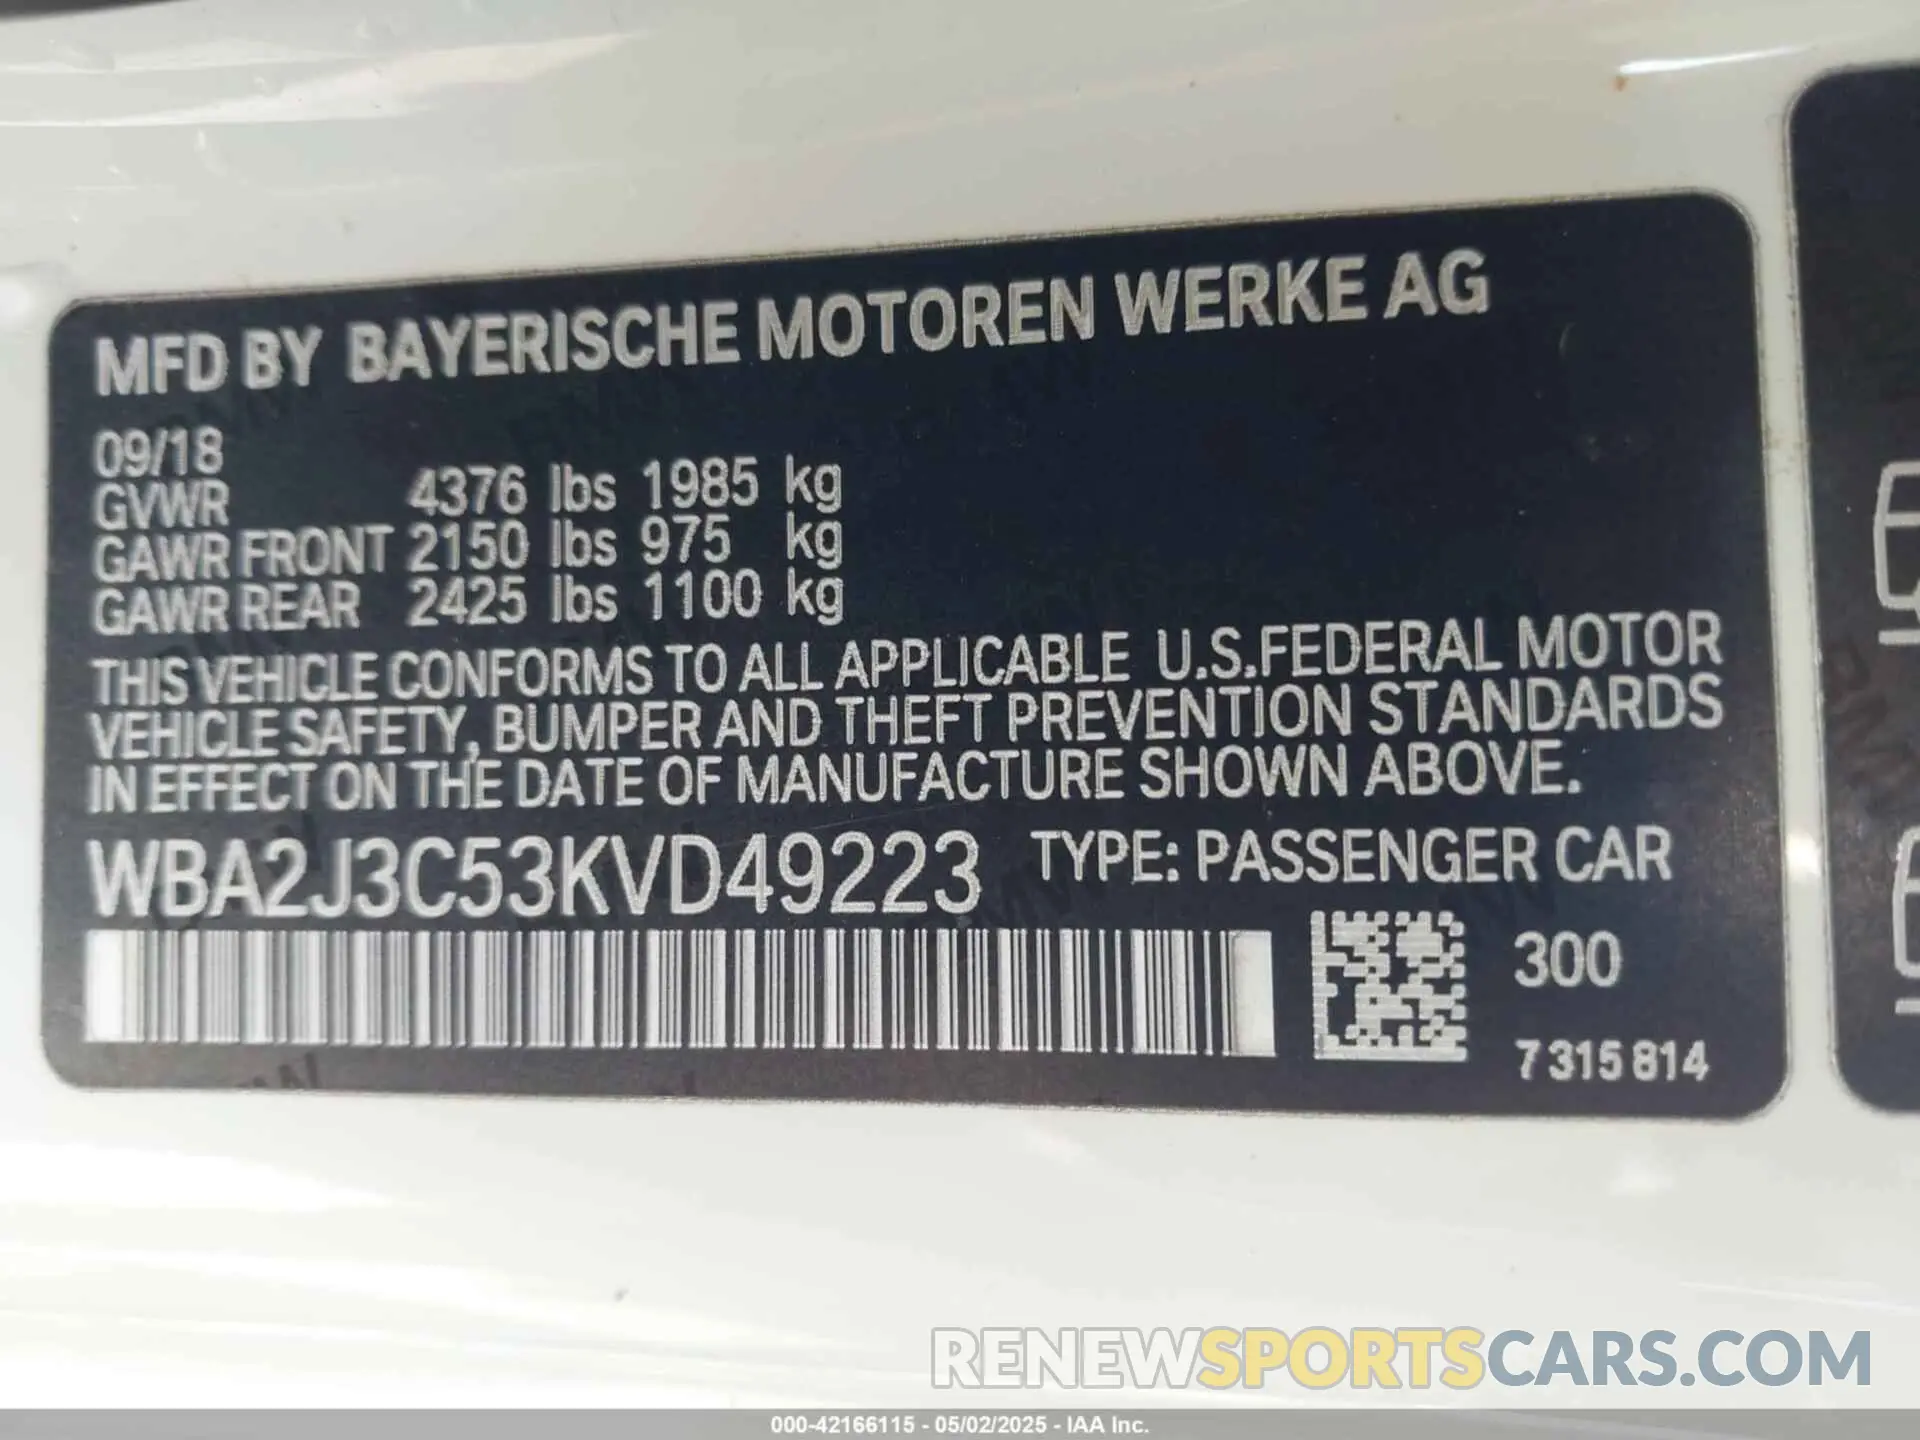 MFD BY BAYERISCHE MOTOREN WERKE AG
09/18
GVWR 4376 lbs 1985 kg
GAWR FRONT 2150 lbs 975 kg
GAWR REAR 2425 lbs 1100 kg
THIS VEHICLE CONFORMS TO ALL APPLICABLE U.S.FEDERAL MOTOR
VEHICLE SAFETY, BUMPER AND THEFT PREVENTION STANDARDS
IN EFFECT ON THE DATE OF MANUFACTURE SHOWN ABOVE.
WBA2J3C53KVD49223 TYPE: PASSENGER CAR
300
7 315 814
RENEWSPORTSCARS.COM
000-42166115 - 05/02/2025 - IAA Inc.